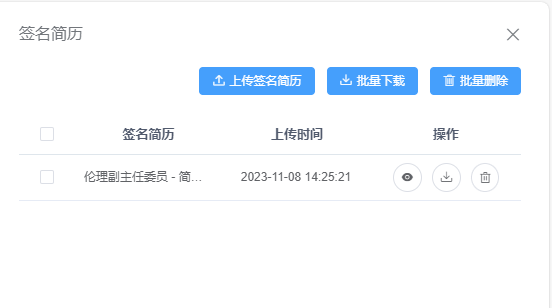 签名简历
上传签名简历 批量下载 批量删除
签名简历 上传时间 操作
伦理副主任委员 - 简... 2023-11-08 14:25:21